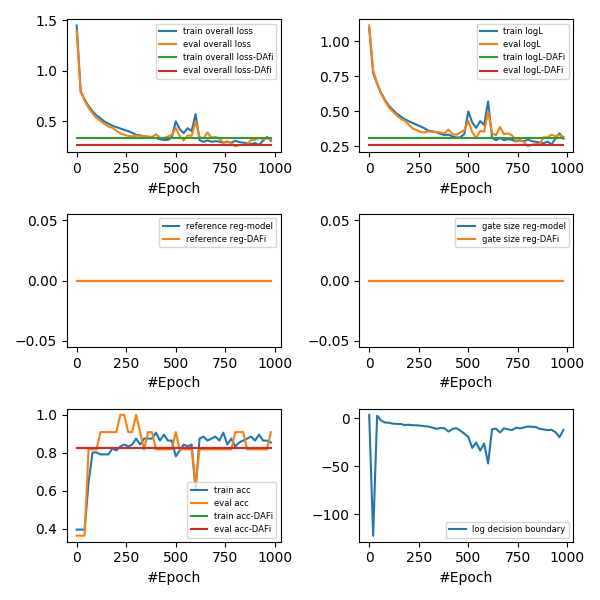 1.5
1.0
0.5
train overall loss
eval overall loss
train overall loss-DAfi
eval overall loss-DAfi
0 250 500 750 1000
#Epoch
1.00
0.75
0.50
0.25
train logL
eval logL
train logL-DAFi
eval logL-DAFi
0 250 500 750 1000
#Epoch
0.05
0.00
−0.05
reference reg-model
reference reg-DAFi
0 250 500 750 1000
#Epoch
0.05
0.00
−0.05
gate size reg-model
gate size reg-DAFi
0 250 500 750 1000
#Epoch
1.0
0.8
0.6
0.4
train acc
eval acc
train acc-DAFi
eval acc-DAFi
0 250 500 750 1000
#Epoch
0
−50
−100
log decision boundary
0 250 500 750 1000
#Epoch